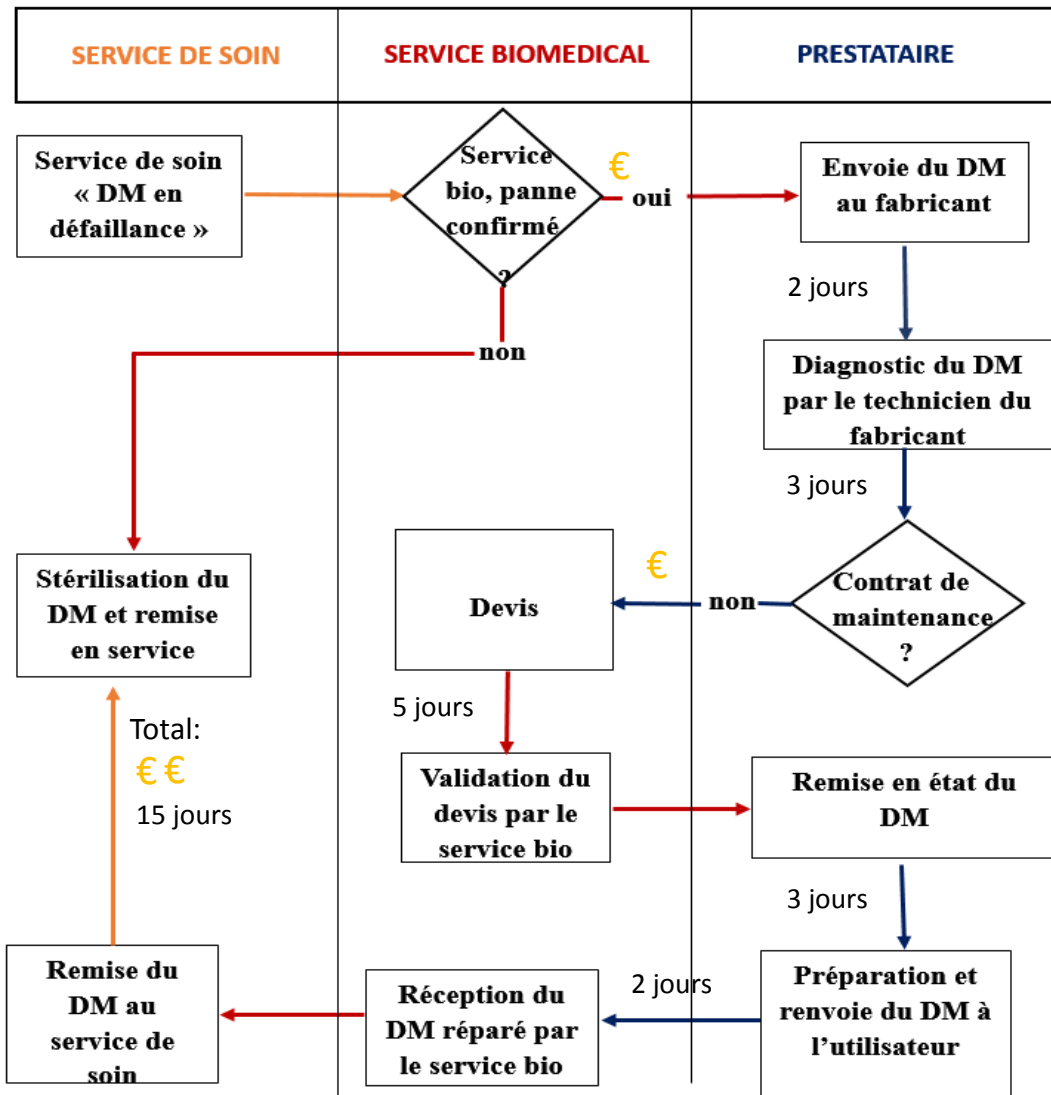 SERVICE DE SOIN
SERVICE BIOMEDICAL
PRESTATAIRE
Service de soin
« DM en
défaillance »
Service
bio, panne
confirmé
?
€
oui
Envoie du DM
au fabricant
2 jours
non
Diagnostic du DM
par le technicien du
fabricant
3 jours
Stérilisation du
DM et remise
en service
Devis
€
non
Contrat de
maintenance
?
5 jours
Total:
€ €
15 jours
Validation du
devis par le
service bio
Remise en état du
DM
3 jours
Remise du
DM au
service de
soin
Réception du
DM réparé par
le service bio
2 jours
Préparation et
renvoie du DM à
l’utilisateur